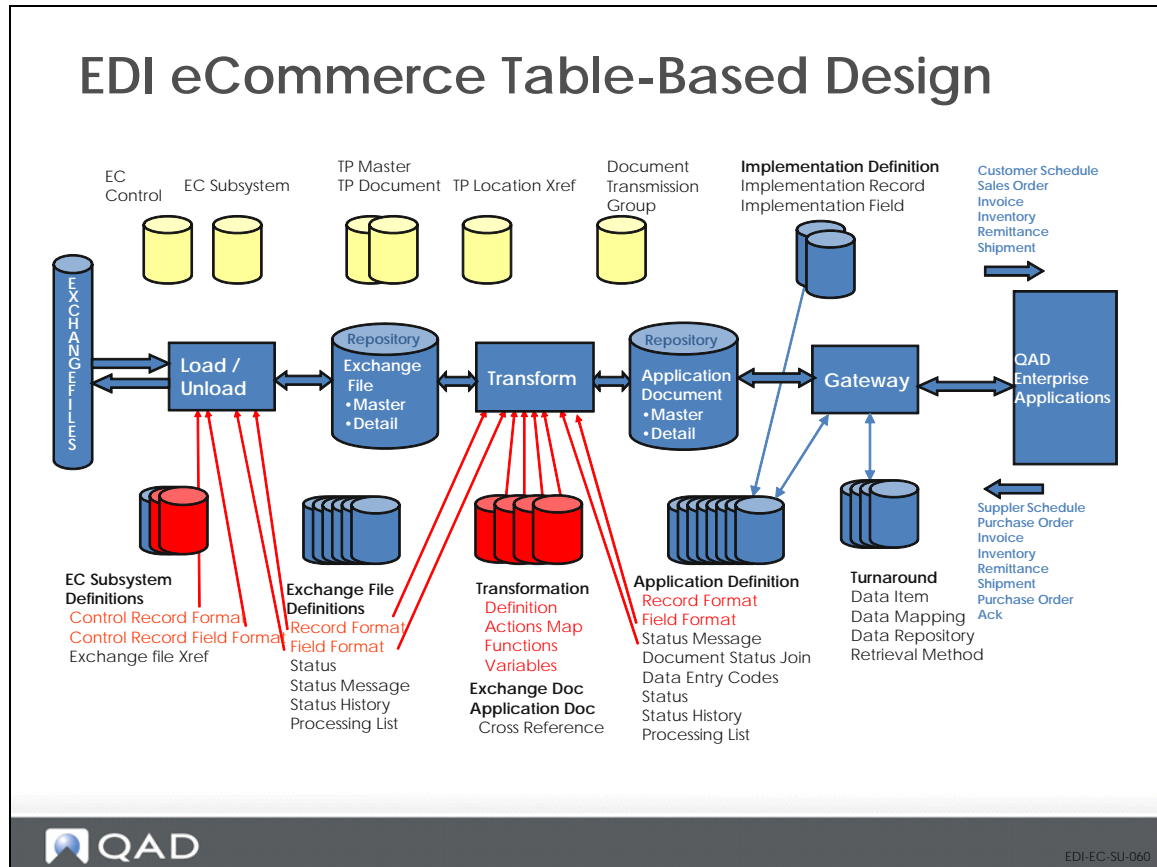 EDI eCommerce Table-Based Design
EC
Control
EC Subsystem
TP Master
TP Document
TP Location Xref
Document
Transmission
Group
Implementation Definition
Implementation Record
Implementation Field
Customer Schedule
Sales Order
Invoice
Inventory
Remittance
Shipment
EXCHANGEFILES
Load /
Unload
Repository
Exchange
File
•Master
•Detail
Transform
Repository
Application
Document
•Master
•Detail
Gateway
QAD
Enterprise
Applications
EC Subsystem
Definitions
Control Record Format
Control Record Field Format
Exchange file Xref
Exchange File
Definitions
Record Format
Field Format
Status
Status Message
Status History
Processing List
Transformation
Definition
Actions Map
Functions
Variables
Exchange Doc
Application Doc
Cross Reference
Application Definition
Record Format
Field Format
Status Message
Document Status Join
Data Entry Codes
Status
Status History
Processing List
Turnaround
Data Item
Data Mapping
Data Repository
Retrieval Method
Suppler Schedule
Purchase Order
Invoice
Inventory
Remittance
Shipment
Purchase Order
Ack
QAD
EDI-EC-SU-060